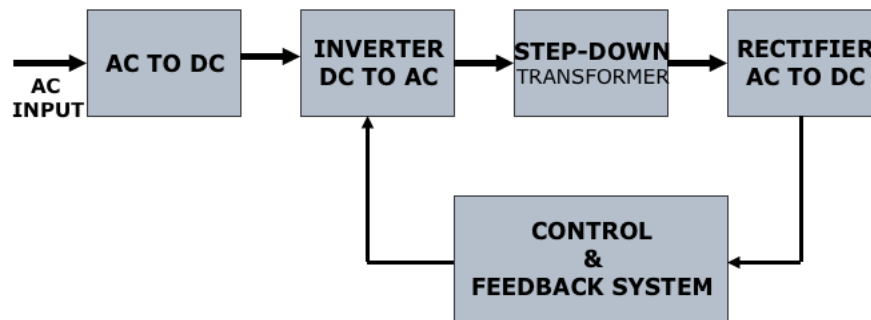 AC
INPUT
AC TO DC
INVERTER
DC TO AC
STEP-DOWN
TRANSFORMER
RECTIFIER
AC TO DC
CONTROL
&
FEEDBACK SYSTEM